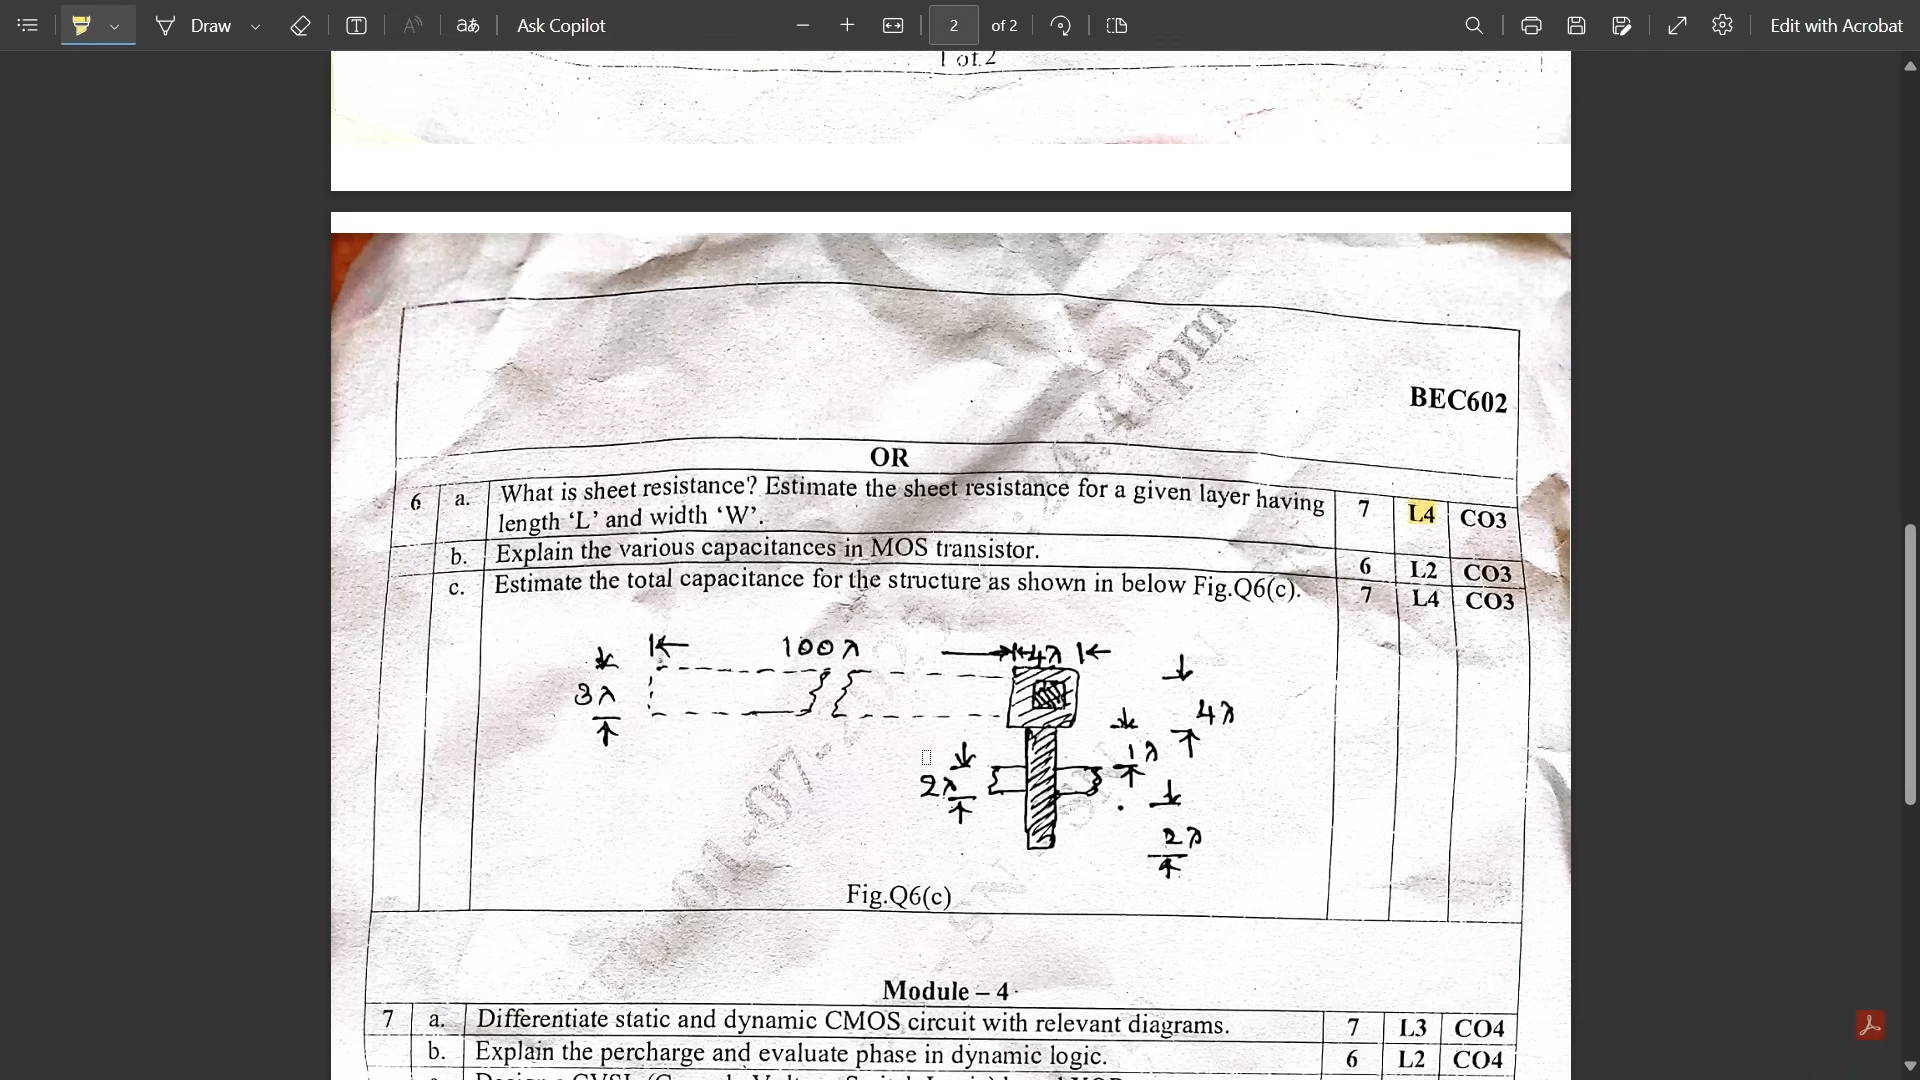 Draw
Ask Copilot
2 of 2
Edit with Acrobat
1 of 2
4:41pm
BEC602
OR
6 a. What is sheet resistance? Estimate the sheet resistance for a given layer having 7 L4 CO3
length ‘L’ and width ‘W’.
b. Explain the various capacitances in MOS transistor. 6 L2 CO3
c. Estimate the total capacitance for the structure as shown in below Fig.Q6(c). 7 L4 CO3
100λ
4λ
3λ
4λ
1λ
2λ
2λ
Fig.Q6(c)
Module – 4
7 a. Differentiate static and dynamic CMOS circuit with relevant diagrams. 7 L3 CO4
b. Explain the percharge and evaluate phase in dynamic logic. 6 L2 CO4